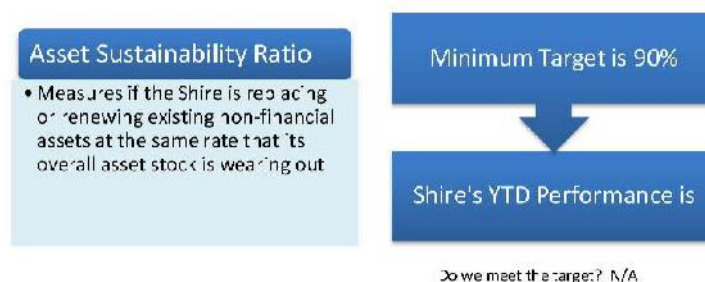 Asset Sustainability Ratio
• Measures if the Shire is replacing
or renewing existing non-financial
assets at the same rate that its
overall asset stock is wearing out
Minimum Target is 90%
Shire's YTD Performance is
Do we meet the target? N/A